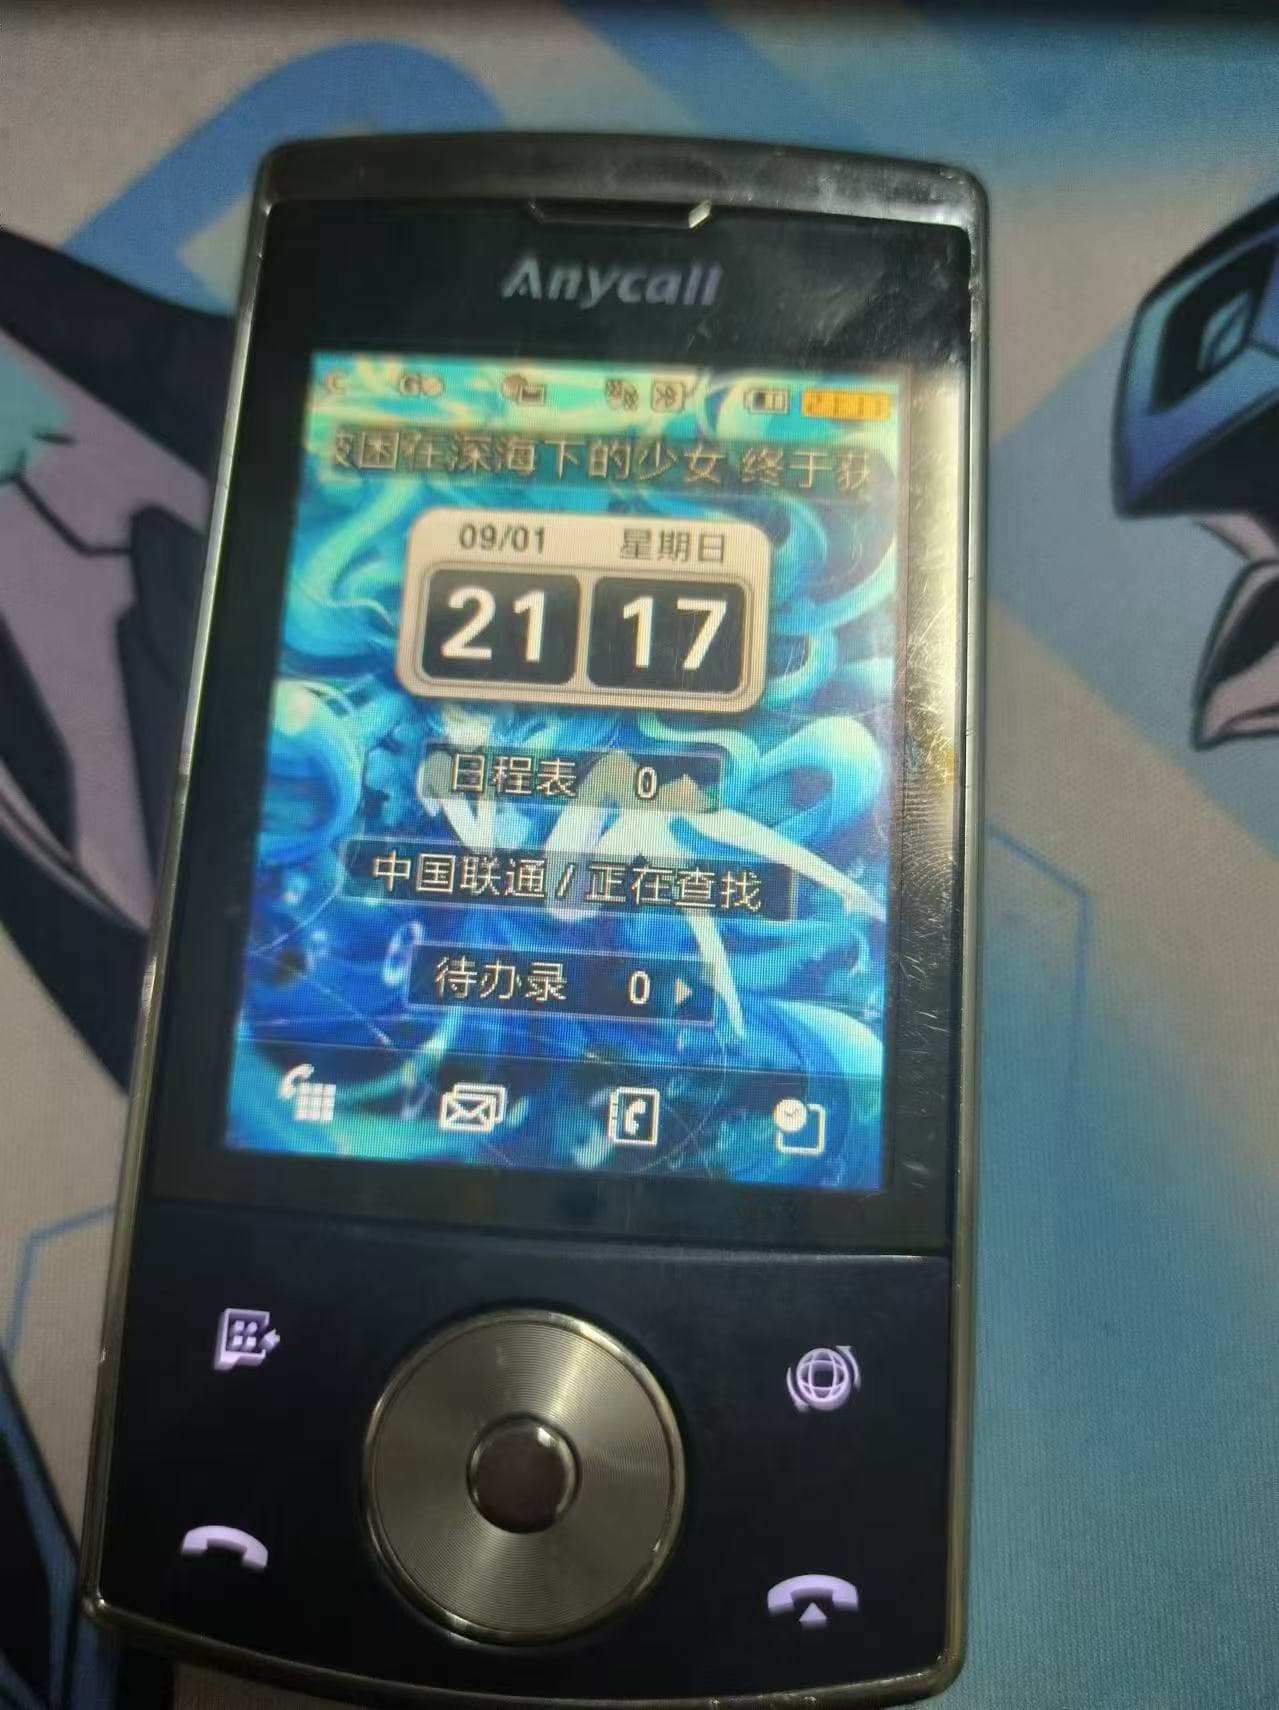 Anycall
困在深海下的少女 终于获
09/01 星期日
21 17
日程表 0
中国联通 / 正在查找
待办录 0